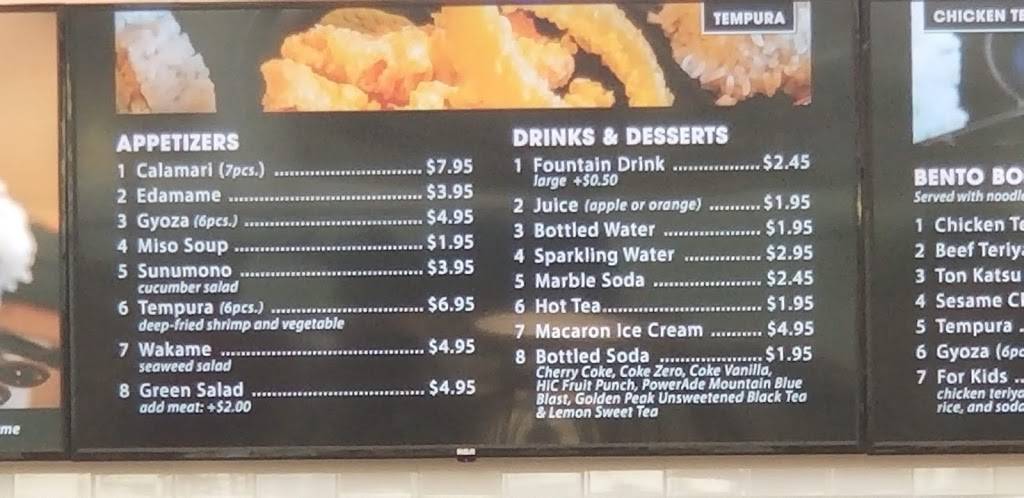 TEMPURA
APPETIZERS
1 Calamari (7pcs.) ........ $7.95
2 Edamame ........ $3.95
3 Gyoza (6pcs.) ........ $4.95
4 Miso Soup ........ $1.95
5 Sunumono ........ $3.95
cucumber salad
6 Tempura (6pcs.) ........ $6.95
deep-fried shrimp and vegetable
7 Wakame ........ $4.95
seaweed salad
8 Green Salad ........ $4.95
add meat: +$2.00
DRINKS & DESSERTS
1 Fountain Drink ........ $2.45
large +$0.50
2 Juice (apple or orange) ........ $1.95
3 Bottled Water ........ $1.95
4 Sparkling Water ........ $2.95
5 Marble Soda ........ $2.45
6 Hot Tea........ $1.95
7 Macaron Ice Cream ........ $4.95
8 Bottled Soda ........ $1.95
Cherry Coke, Coke Zero, Coke Vanilla,
HiC Fruit Punch, PowerAde Mountain Blue
Blast, Golden Peak Unsweetened Black Tea
& Lemon Sweet Tea
CHICKEN TE
BENTO BO
Served with noodle
1 Chicken Te
2 Beef Teriy
3 Ton Katsu
4 Sesame C
5 Tempura .
6 Gyoza (6pc
7 For Kids ..
chicken teriya
rice, and soda
me
RCA